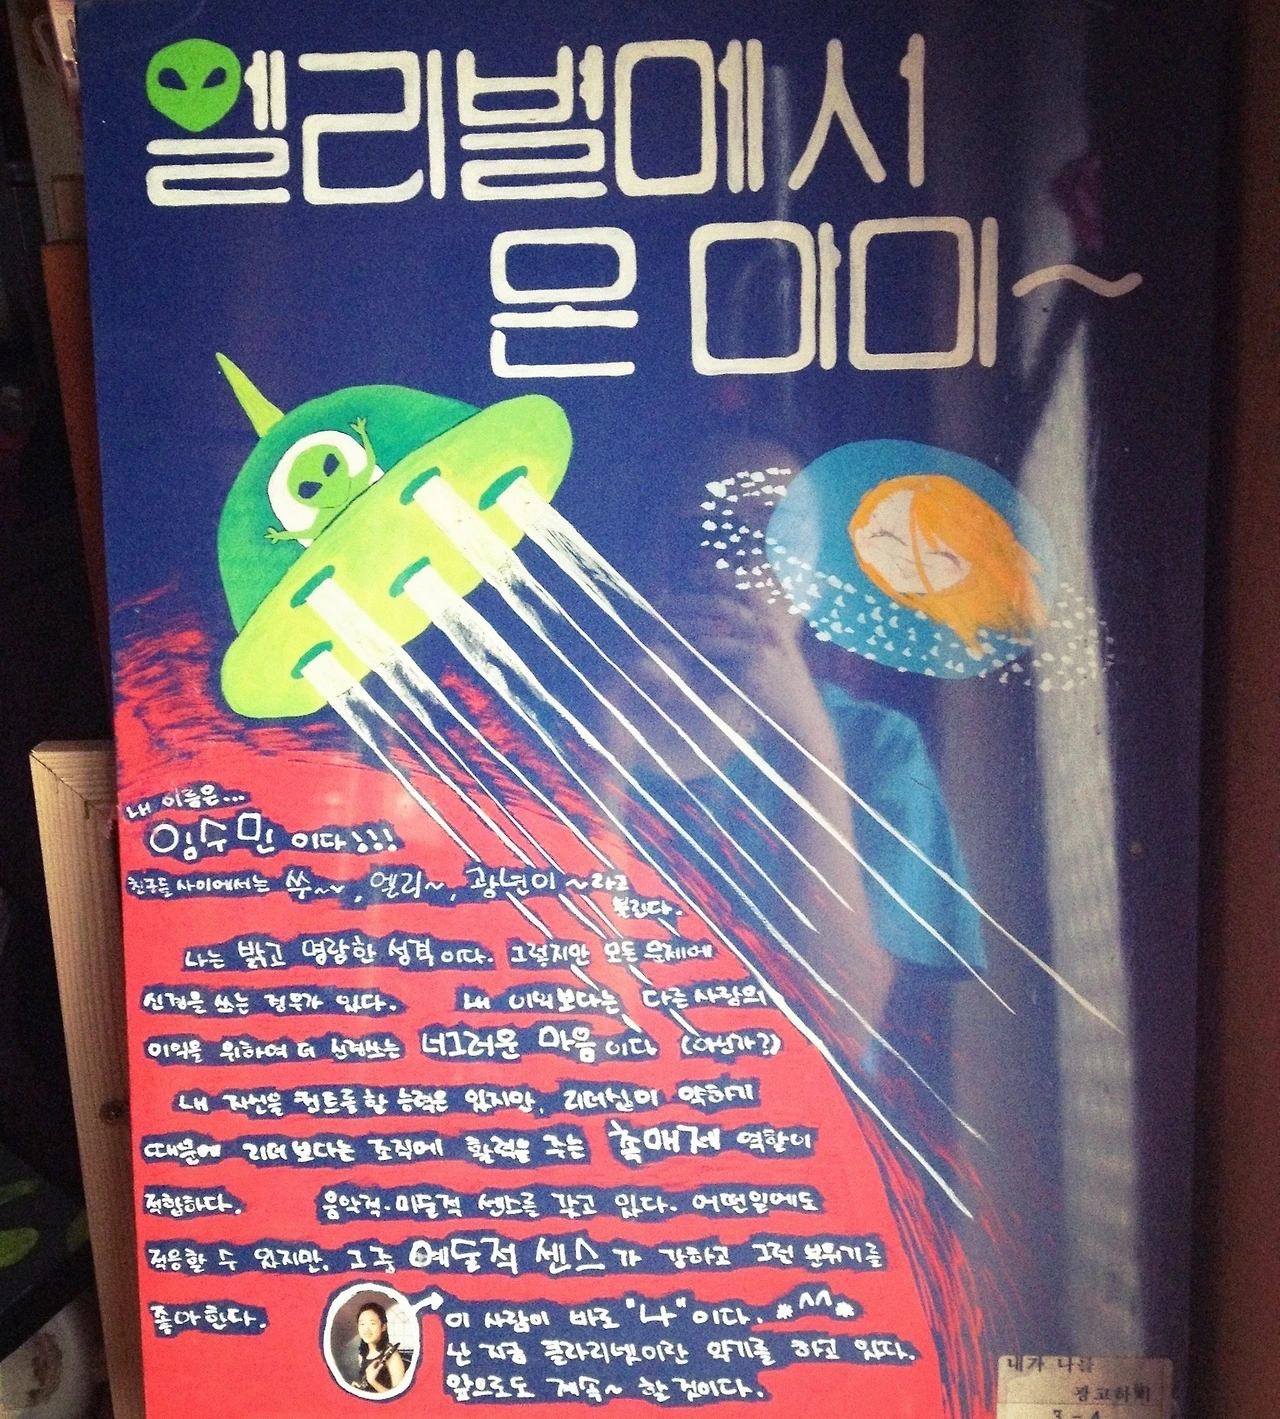 엘리별에서
온 마미~
내 이름은...
임수민 이다!!!
친구들 사이에서는 쑤~~, 엘리~, 광년이 ~라고
불린다.
나는 밝고 명랑한 성격이다. 그렇지만 모든 문제에
신경을 쓰는 경우가 있다. 내 이익보다는 다른 사람의
이익을 위하여 더 신경쓰는 너그러운 마음이다 (아닌가?)
내 자신을 컨트롤할 능력은 있지만, 리더십이 약하기
때문에 리더보다는 조직에 활력을 주는 촉매제 역할이
적합하다. 음악적·미술적 센스를 갖고 있다. 어떤일에도
적응할 수 있지만, 그 중 예술적 센스가 강하고 그런 분위기를
좋아한다.
이 사람이 바로 "나"이다. *^^*
난 지금 클라리넷이란 악기를 하고 있다.
앞으로도 계속~ 할것이다.
내가 나를
광고하기
3-4